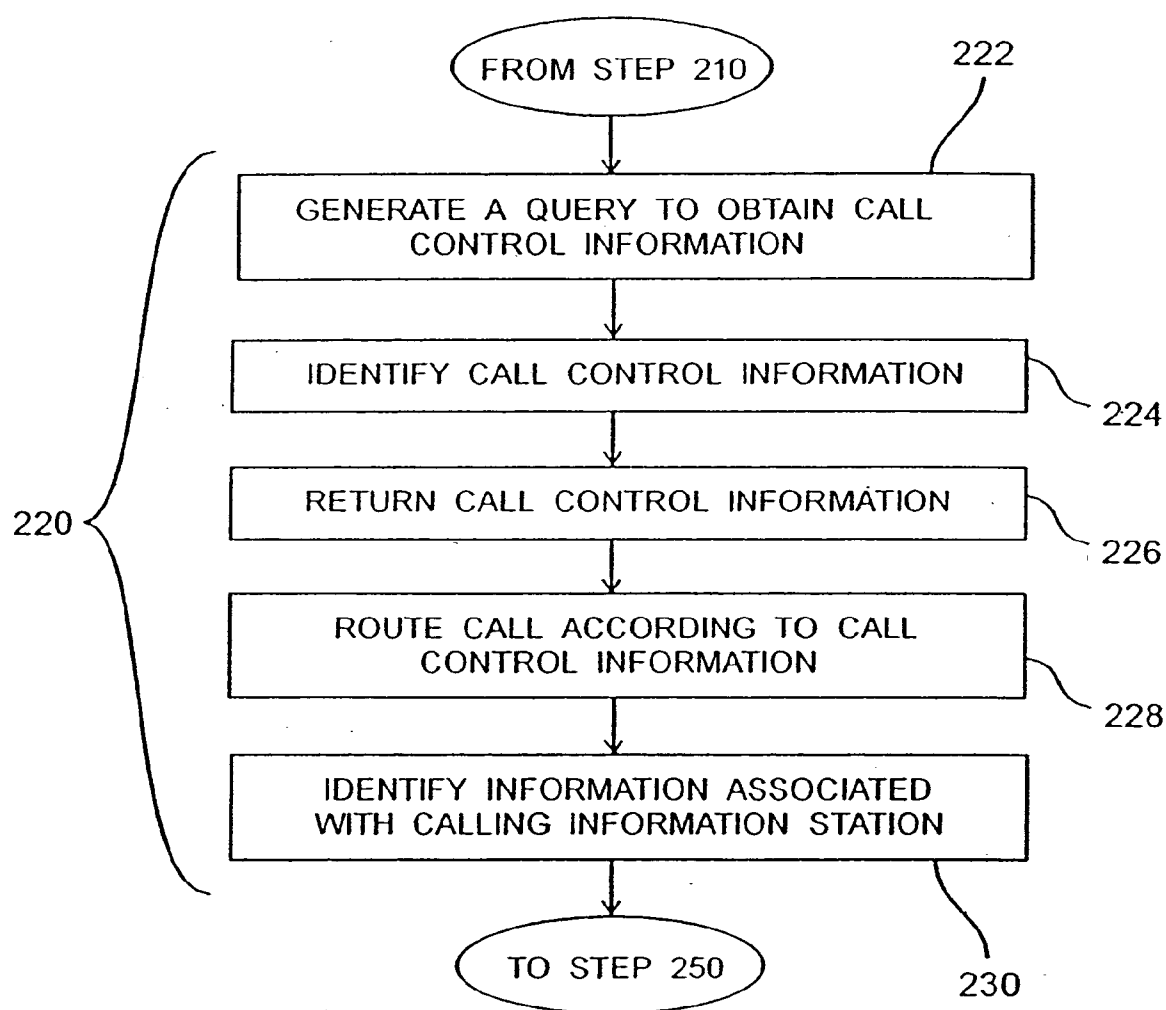 FROM STEP 210
222
GENERATE A QUERY TO OBTAIN CALL
CONTROL INFORMATION
IDENTIFY CALL CONTROL INFORMATION
224
RETURN CALL CONTROL INFORMATION
220
226
ROUTE CALL ACCORDING TO CALL
CONTROL INFORMATION
228
IDENTIFY INFORMATION ASSOCIATED
WITH CALLING INFORMATION STATION
TO STEP 250
230